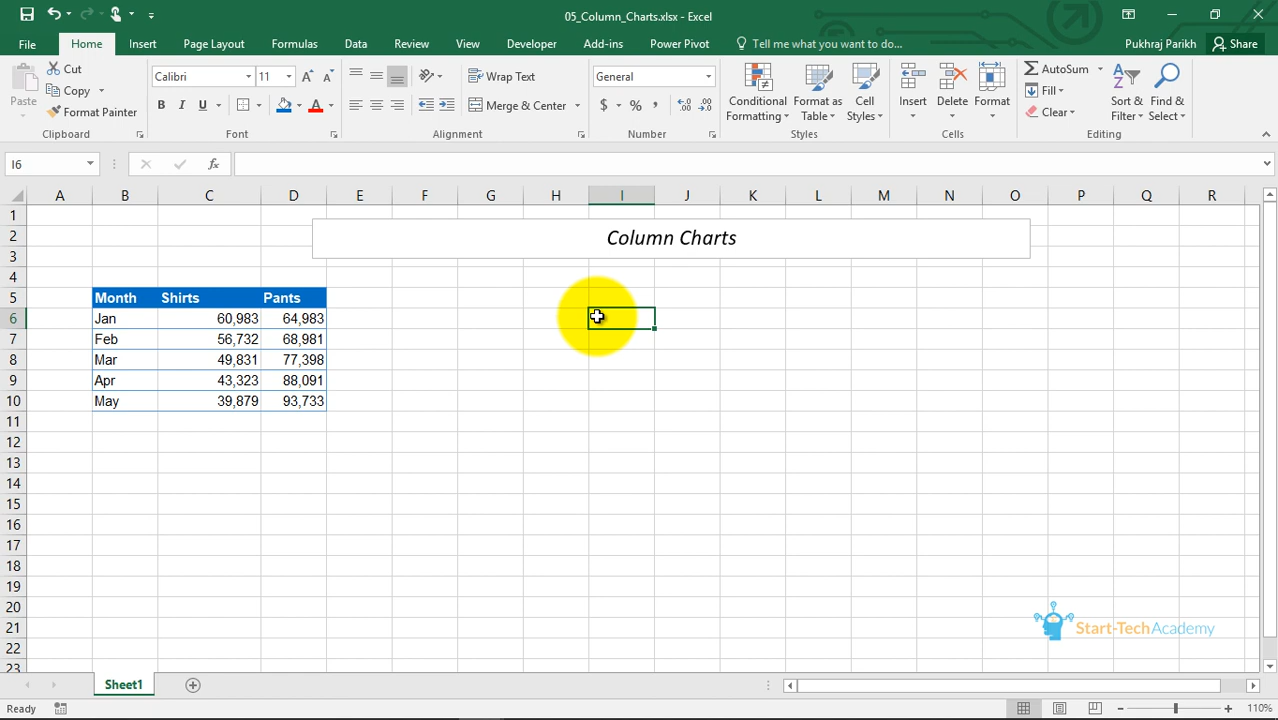 05_Column_Charts.xlsx - Excel
File Home Insert Page Layout Formulas Data Review View Developer Add-ins Power Pivot Tell me what you want to do... Pukhraj Parikh Share
Paste
Cut
Copy
Format Painter
Clipboard
Calibri 11
B I U A
Font
Wrap Text
Merge & Center
Alignment
General
$ % ,
Number
Conditional Formatting
Format as Table
Cell Styles
Styles
Insert Delete Format
Cells
AutoSum
Fill
Clear
Sort & Filter
Find & Select
Editing
I6 fx
A B C D E F G H I J K L M N O P Q R
1
2 Column Charts
3
4
5 Month Shirts Pants
6 Jan 60,983 64,983
7 Feb 56,732 68,981
8 Mar 49,831 77,398
9 Apr 43,323 88,091
10 May 39,879 93,733
11
12
13
14
15
16
17
18
19
20
21 Start-TechAcademy
22
23
Sheet1
Ready 110%